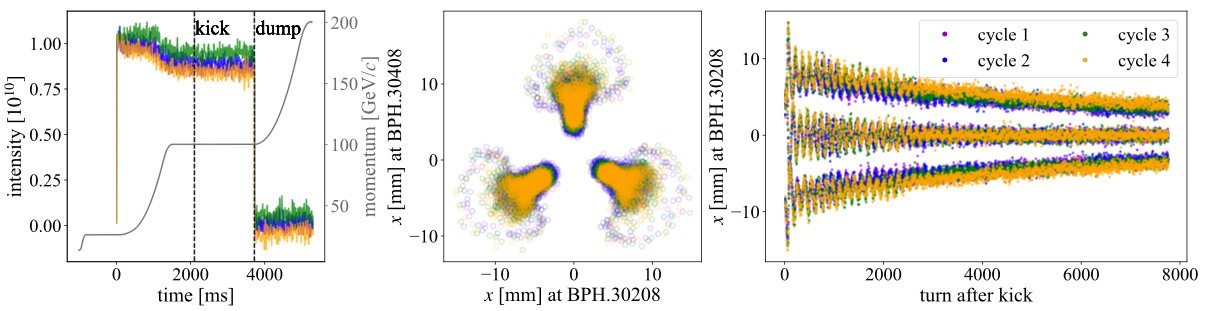 kick
dump
1.00
0.75
0.50
0.25
0.00
intensity [10^10]
0
2000
4000
time [ms]
200
150
100
50
momentum [GeV/c]
10
0
−10
x [mm] at BPH.30408
−10
0
10
x [mm] at BPH.30208
10
0
−10
x [mm] at BPH.30208
cycle 1
cycle 2
cycle 3
cycle 4
0
2000
4000
6000
8000
turn after kick